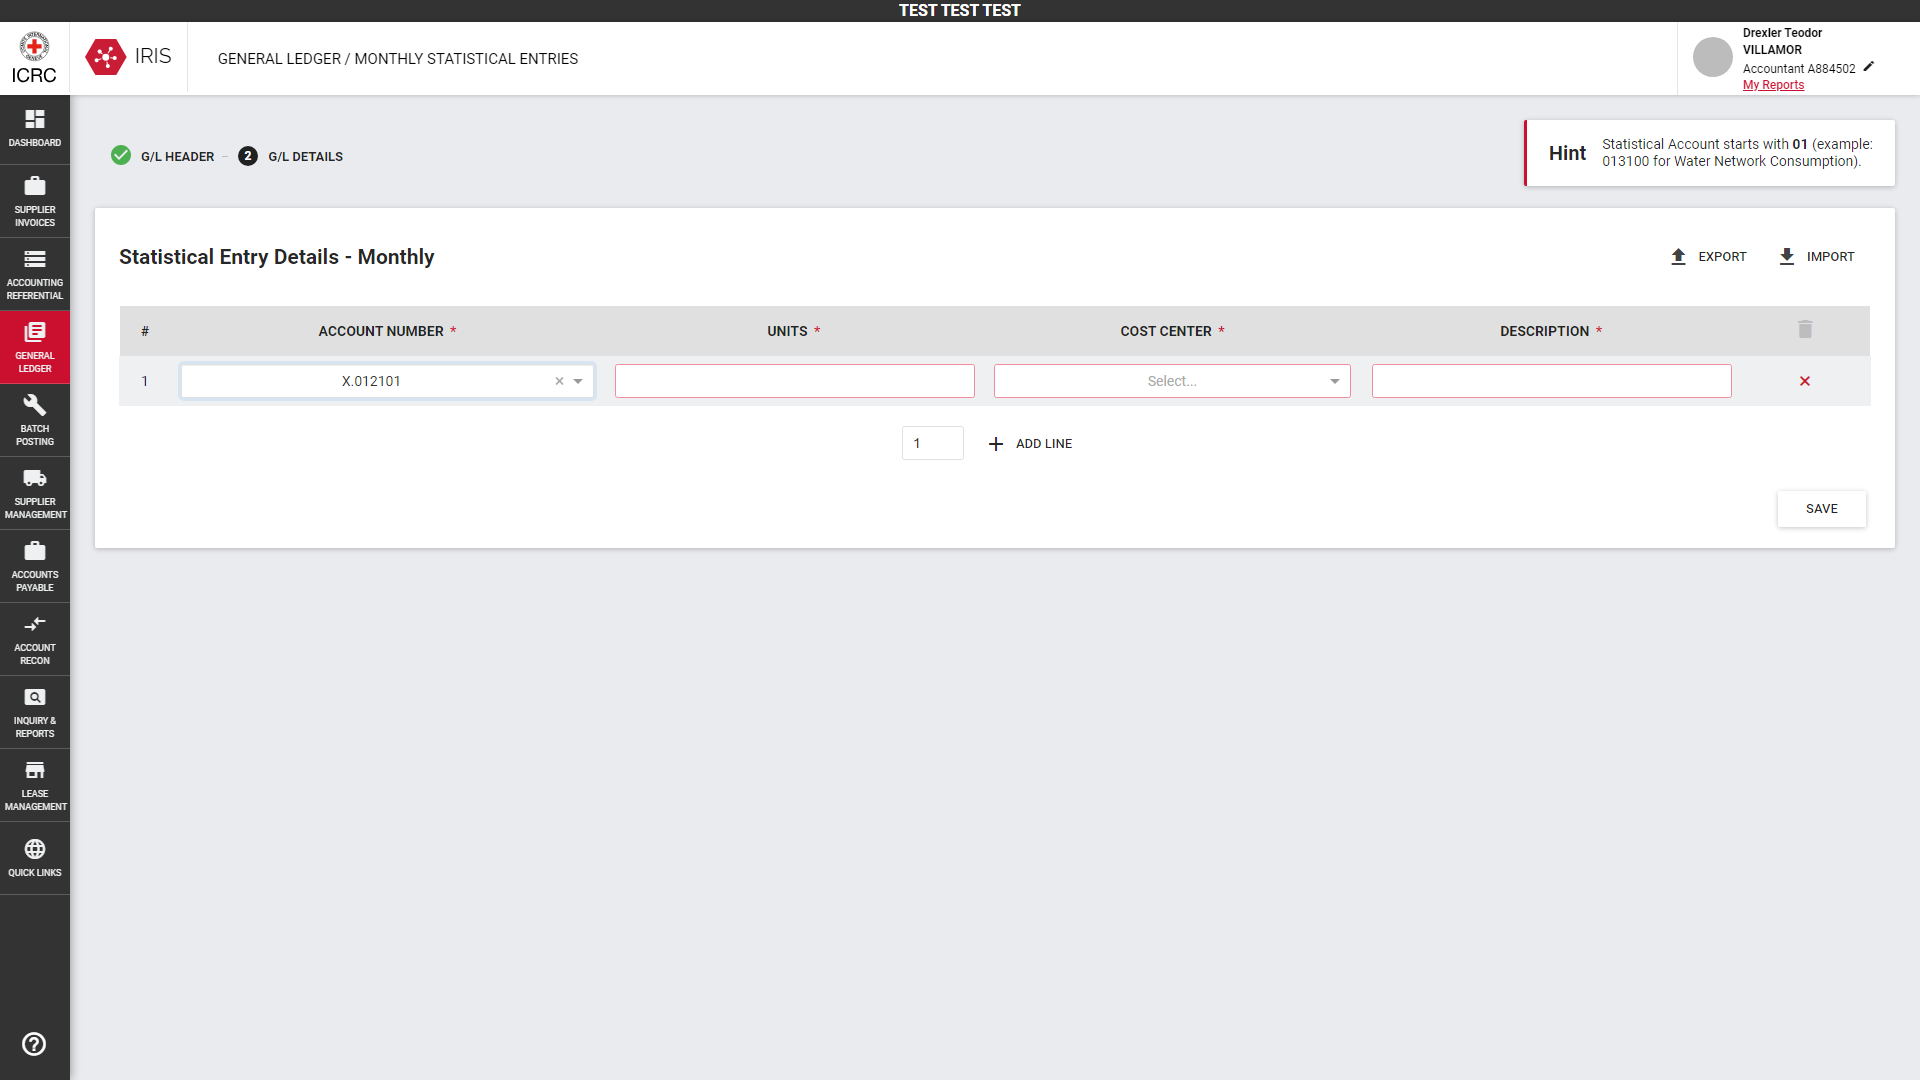 TEST TEST TEST
ICRC
IRIS
GENERAL LEDGER / MONTHLY STATISTICAL ENTRIES
Drexler Teodor
VILLAMOR
Accountant A884502
My Reports
DASHBOARD
SUPPLIER
INVOICES
ACCOUNTING
REFERENTIAL
GENERAL
LEDGER
BATCH
POSTING
SUPPLIER
MANAGEMENT
ACCOUNTS
PAYABLE
ACCOUNT
RECON
INQUIRY &
REPORTS
LEASE
MANAGEMENT
QUICK LINKS
G/L HEADER
2 G/L DETAILS
Hint
Statistical Account starts with 01 (example:
013100 for Water Network Consumption).
Statistical Entry Details - Monthly
EXPORT
IMPORT
# ACCOUNT NUMBER * UNITS * COST CENTER * DESCRIPTION *
1 X.012101 Select...
1 ADD LINE
SAVE